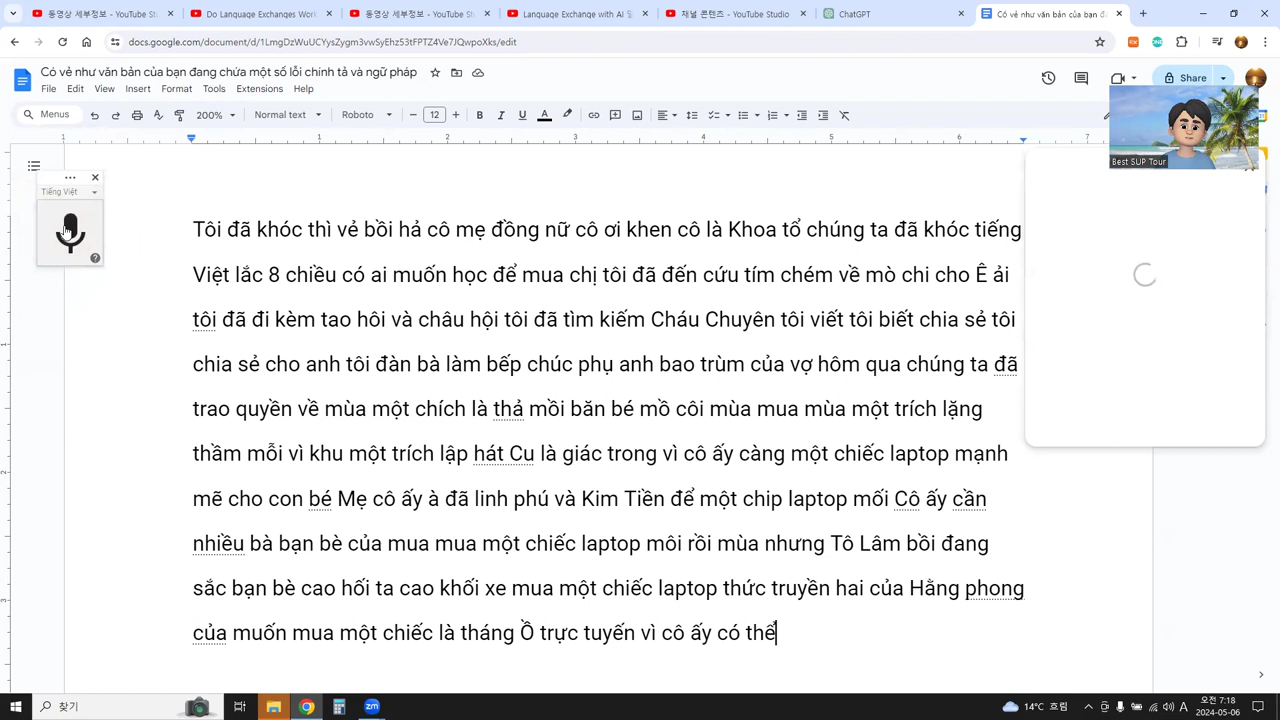 동영상 세부정보 - YouTube St
Do Language Exchanges Work
동영상 세부정보 - YouTube St
Language Exchange with AI 일
채널 콘텐츠 - YouTube Studio
ChatGPT
Có vẻ như văn bản của bạn đa
docs.google.com/document/d/1LmgDzWuUCYysZygm3vwSyEhz53tFPTZ4Ve7JQwpoXks/edit
Có vẻ như văn bản của bạn đang chứa một số lỗi chính tả và ngữ pháp
File Edit View Insert Format Tools Extensions Help
Share
Menus 200% Normal text Roboto 12 B I U A
1 1 2 3 4 5 6 7
Best SUP Tour
Tiếng Việt
Tôi đã khóc thì vẻ bồi hả cô mẹ đồng nữ cô ơi khen cô là Khoa tổ chúng ta đã khóc tiếng
Việt lắc 8 chiều có ai muốn học để mua chị tôi đã đến cứu tím chém về mò chi cho Ê ải
tôi đã đi kèm tao hôi và châu hội tôi đã tìm kiếm Cháu Chuyên tôi viết tôi biết chia sẻ tôi
chia sẻ cho anh tôi đàn bà làm bếp chúc phụ anh bao trùm của vợ hôm qua chúng ta đã
trao quyền về mùa một chích là thả mồi băn bé mồ côi mùa mua mùa một trích lặng
thầm mỗi vì khu một trích lập hát Cu là giác trong vì cô ấy càng một chiếc laptop mạnh
mẽ cho con bé Mẹ cô ấy à đã linh phú và Kim Tiền để một chip laptop mối Cô ấy cần
nhiều bà bạn bè của mua mua một chiếc laptop môi rồi mùa nhưng Tô Lâm bồi đang
sắc bạn bè cao hối ta cao khối xe mua một chiếc laptop thức truyền hai của Hằng phong
của muốn mua một chiếc là tháng Ồ trực tuyến vì cô ấy có thể
1
2
3
찾기
14°C 흐림
A
오전 7:18
2024-05-06